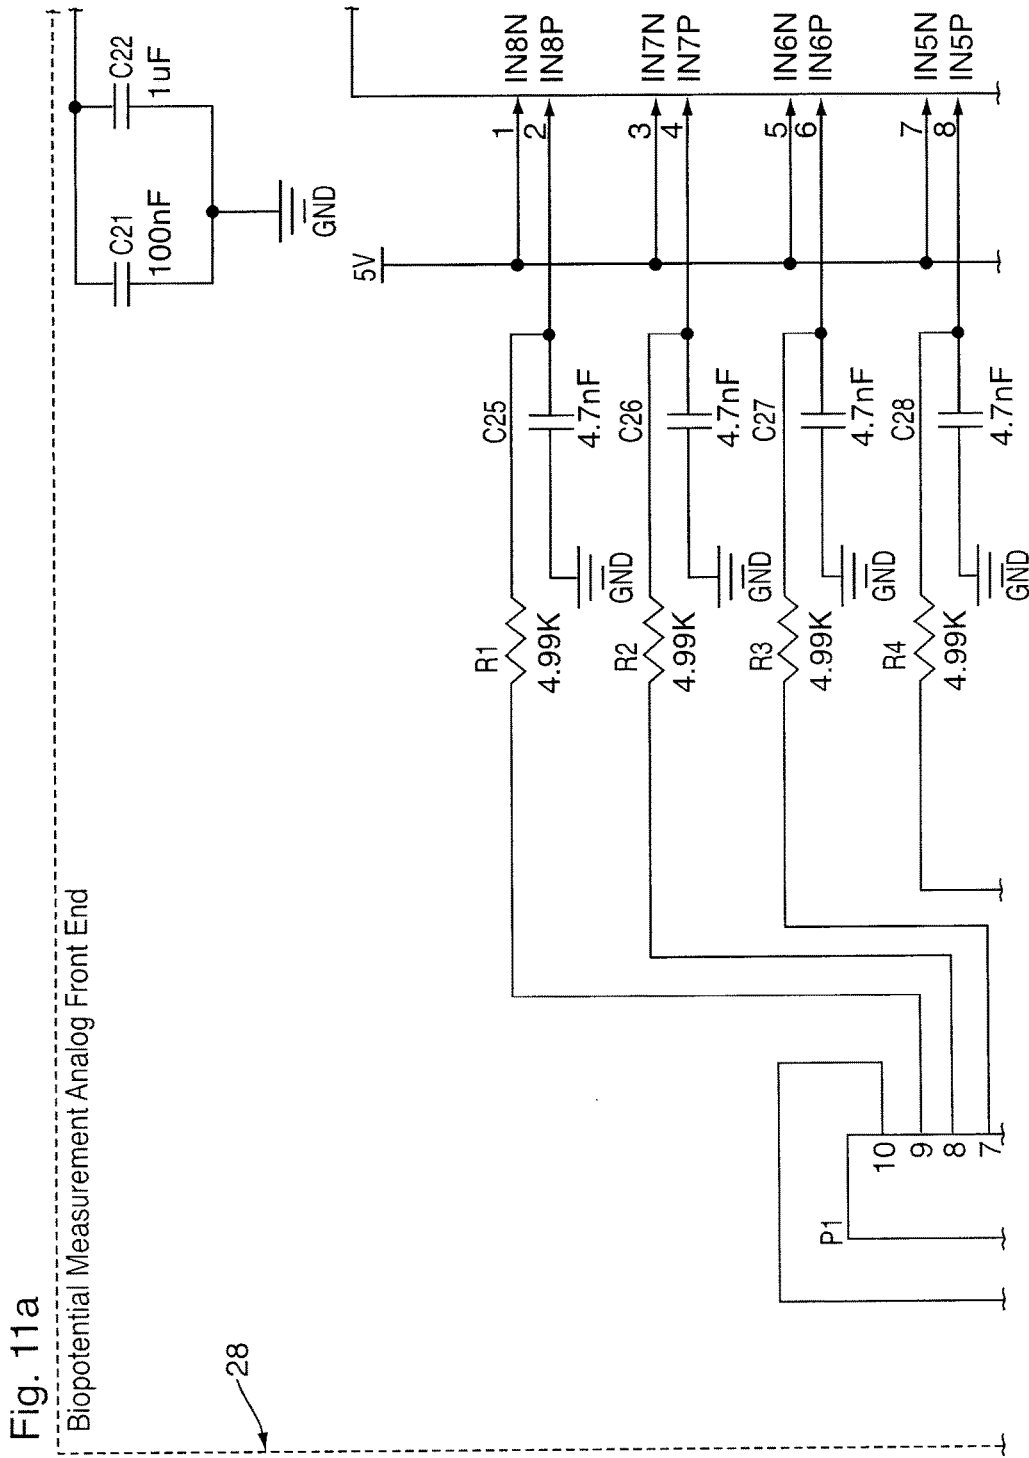 Fig. 11a
Biopotential Measurement Analog Front End
28
C21
100nF
C22
1uF
GND
5V
1
IN8N
2
IN8P
C25
4.7nF
GND
R1
4.99K
3
IN7N
4
IN7P
C26
4.7nF
GND
R2
4.99K
5
IN6N
6
IN6P
C27
4.7nF
GND
R3
4.99K
7
IN5N
8
IN5P
C28
4.7nF
GND
R4
4.99K
P1
10
9
8
7